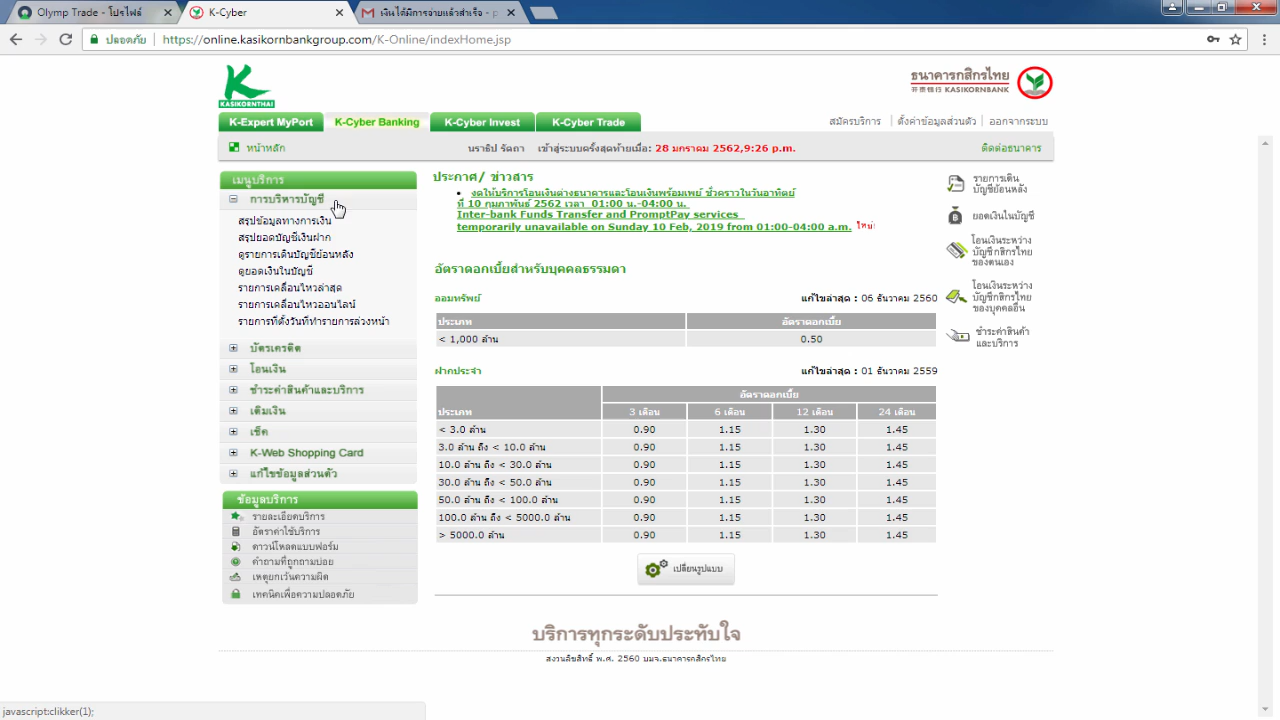 Olymp Trade - โปรไฟล์
K-Cyber
เงินได้มีการจ่ายแล้วสำเร็จ - p
ปลอดภัย
https://online.kasikornbankgroup.com/K-Online/indexHome.jsp
KASIKORNTHAI
ธนาคารกสิกรไทย
开泰银行 KASIKORNBANK
K-Expert MyPort
K-Cyber Banking
K-Cyber Invest
K-Cyber Trade
สมัครบริการ | ตั้งค่าข้อมูลส่วนตัว | ออกจากระบบ
หน้าหลัก
นราธิป รัตถา เข้าสู่ระบบครั้งสุดท้ายเมื่อ: 28 มกราคม 2562,9:26 p.m.
ติดต่อธนาคาร
เมนูบริการ
การบริหารบัญชี
สรุปข้อมูลทางการเงิน
สรุปยอดบัญชีเงินฝาก
ดูรายการเดินบัญชีย้อนหลัง
ดูยอดเงินในบัญชี
รายการเคลื่อนไหวล่าสุด
รายการเคลื่อนไหวออนไลน์
รายการที่ตั้งวันที่ทำรายการล่วงหน้า
บัตรเครดิต
โอนเงิน
ชำระค่าสินค้าและบริการ
เติมเงิน
เช็ค
K-Web Shopping Card
แก้ไขข้อมูลส่วนตัว
ข้อมูลบริการ
รายละเอียดบริการ
อัตราค่าใช้บริการ
ดาวน์โหลดแบบฟอร์ม
คำถามที่ถูกถามบ่อย
เหตุยกเว้นความผิด
เทคนิคเพื่อความปลอดภัย
ประกาศ/ ข่าวสาร
งดให้บริการโอนเงินต่างธนาคารและโอนเงินพร้อมเพย์ ชั่วคราวในวันอาทิตย์
ที่ 10 กุมภาพันธ์ 2562 เวลา 01:00 น.-04:00 น.
Inter-bank Funds Transfer and PromptPay services
temporarily unavailable on Sunday 10 Feb, 2019 from 01:00-04:00 a.m. ใหม่!
อัตราดอกเบี้ยสำหรับบุคคลธรรมดา
ออมทรัพย์ แก้ไขล่าสุด : 06 ธันวาคม 2560
ประเภท อัตราดอกเบี้ย
< 1,000 ล้าน 0.50
ฝากประจำ แก้ไขล่าสุด : 01 ธันวาคม 2559
อัตราดอกเบี้ย
ประเภท 3 เดือน 6 เดือน 12 เดือน 24 เดือน
< 3.0 ล้าน 0.90 1.15 1.30 1.45
3.0 ล้าน ถึง < 10.0 ล้าน 0.90 1.15 1.30 1.45
10.0 ล้าน ถึง < 30.0 ล้าน 0.90 1.15 1.30 1.45
30.0 ล้าน ถึง < 50.0 ล้าน 0.90 1.15 1.30 1.45
50.0 ล้าน ถึง < 100.0 ล้าน 0.90 1.15 1.30 1.45
100.0 ล้าน ถึง < 5000.0 ล้าน 0.90 1.15 1.30 1.45
> 5000.0 ล้าน 0.90 1.15 1.30 1.45
เปลี่ยนรูปแบบ
รายการเดิน
บัญชีย้อนหลัง
ยอดเงินในบัญชี
โอนเงินระหว่าง
บัญชีกสิกรไทย
ของตนเอง
โอนเงินระหว่าง
บัญชีกสิกรไทย
ของบุคคลอื่น
ชำระค่าสินค้า
และบริการ
บริการทุกระดับประทับใจ
สงวนลิขสิทธิ์ พ.ศ. 2560 บมจ.ธนาคารกสิกรไทย
javascript:clikker(1);